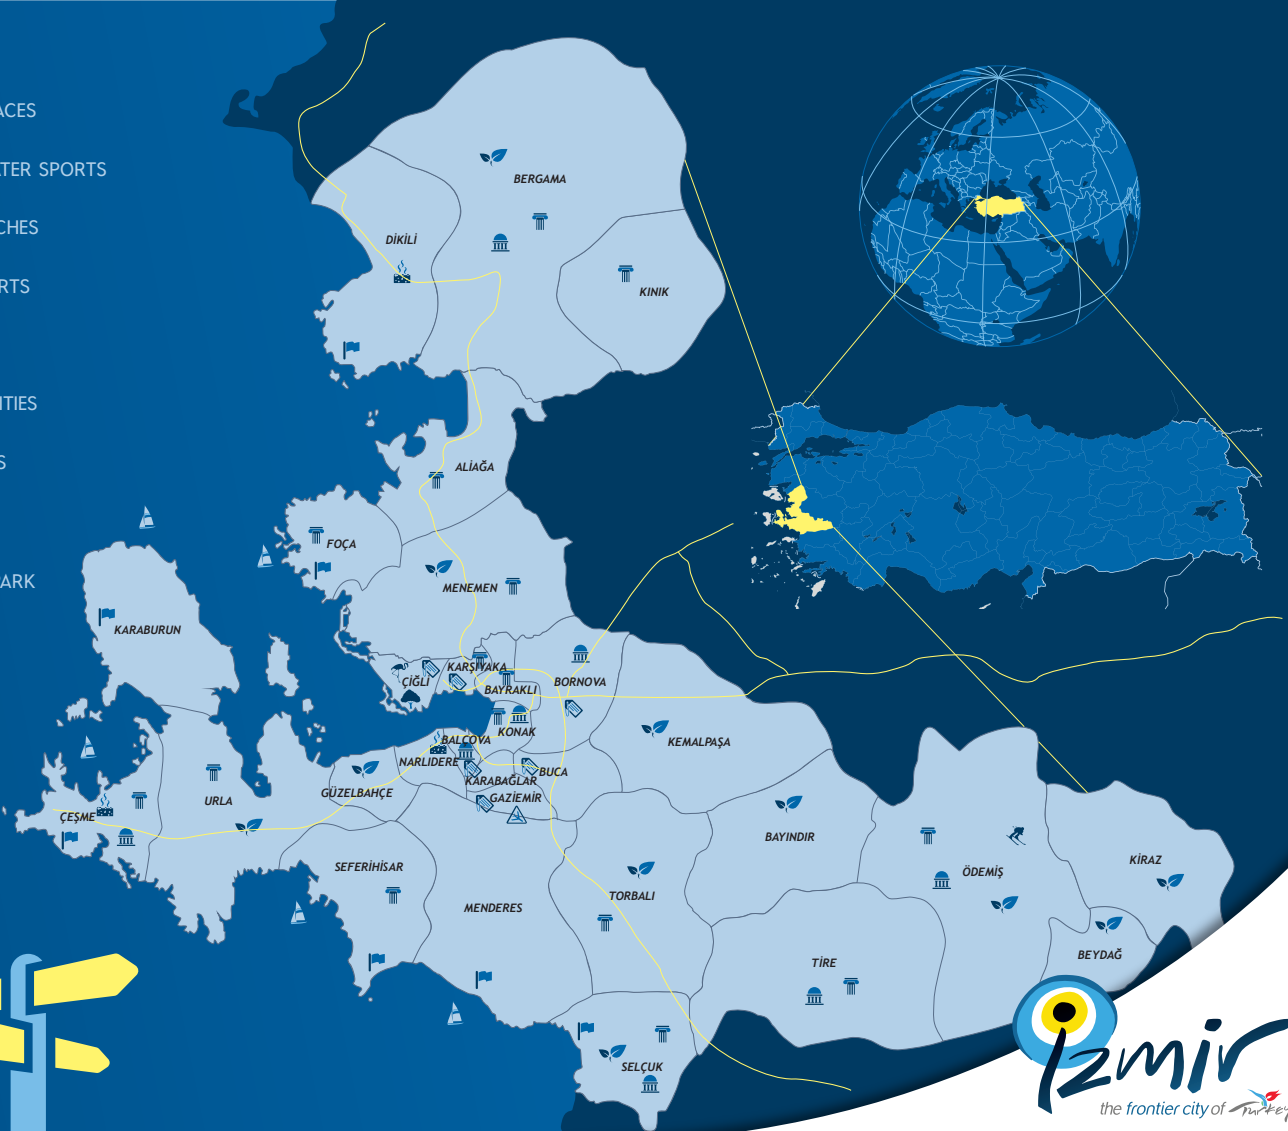 ACES
TER SPORTS
CHES
RTS
ITIES
S
PARK
BERGAMA
DİKİLİ
KINIK
ALİAĞA
FOÇA
MENEMEN
KARABURUN
KARŞIYAKA
ÇİĞLİ
BAYRAKLI
BORNOVA
KONAK
BALÇOVA
KEMALPAŞA
NARLIDERE
BUCA
KARABAĞLAR
GÜZELBAHÇE
GAZİEMİR
URLA
ÇEŞME
BAYINDIR
SEFERİHİSAR
KİRAZ
ÖDEMİŞ
TORBALI
MENDERES
BEYDAĞ
TİRE
SELÇUK
izmir
the frontier city of Turkey